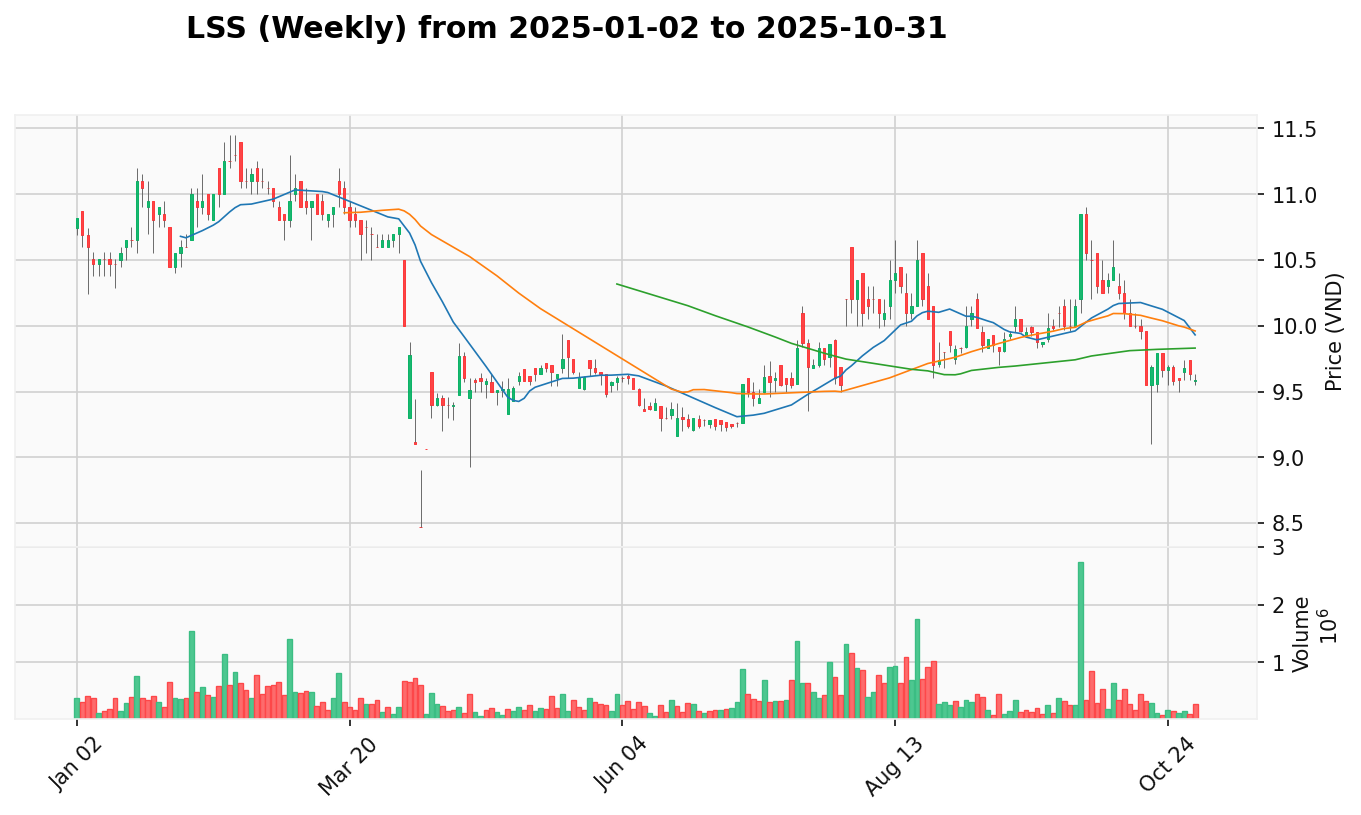 LSS (Weekly) from 2025-01-02 to 2025-10-31
11.5
11.0
10.5
10.0
9.5
9.0
8.5
Price (VND)
3
2
1
Volume
10^6
Jan 02
Mar 20
Jun 04
Aug 13
Oct 24